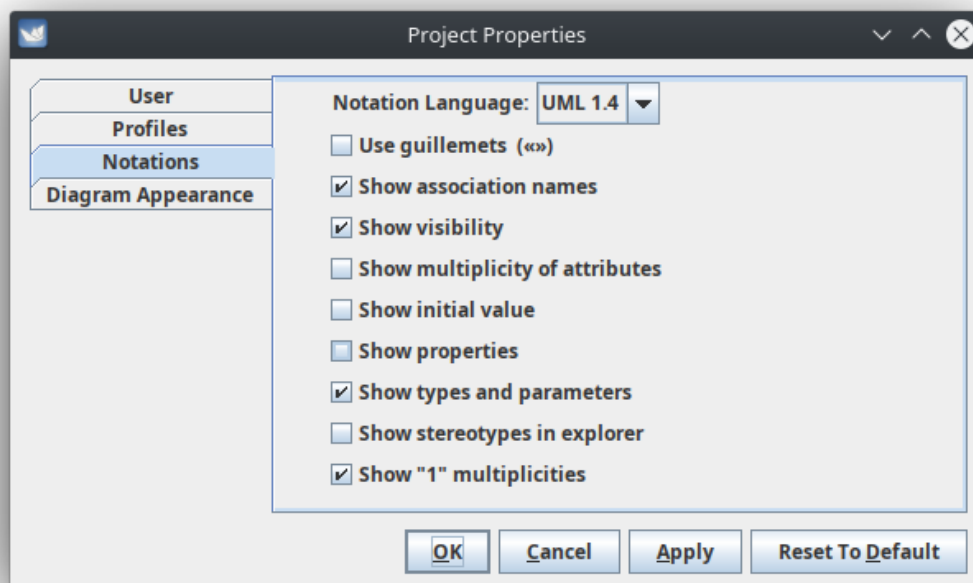 Project Properties
User
Profiles
Notations
Diagram Appearance
Notation Language: UML 1.4
Use guillemets («»)
Show association names
Show visibility
Show multiplicity of attributes
Show initial value
Show properties
Show types and parameters
Show stereotypes in explorer
Show "1" multiplicities
OK Cancel Apply Reset To Default